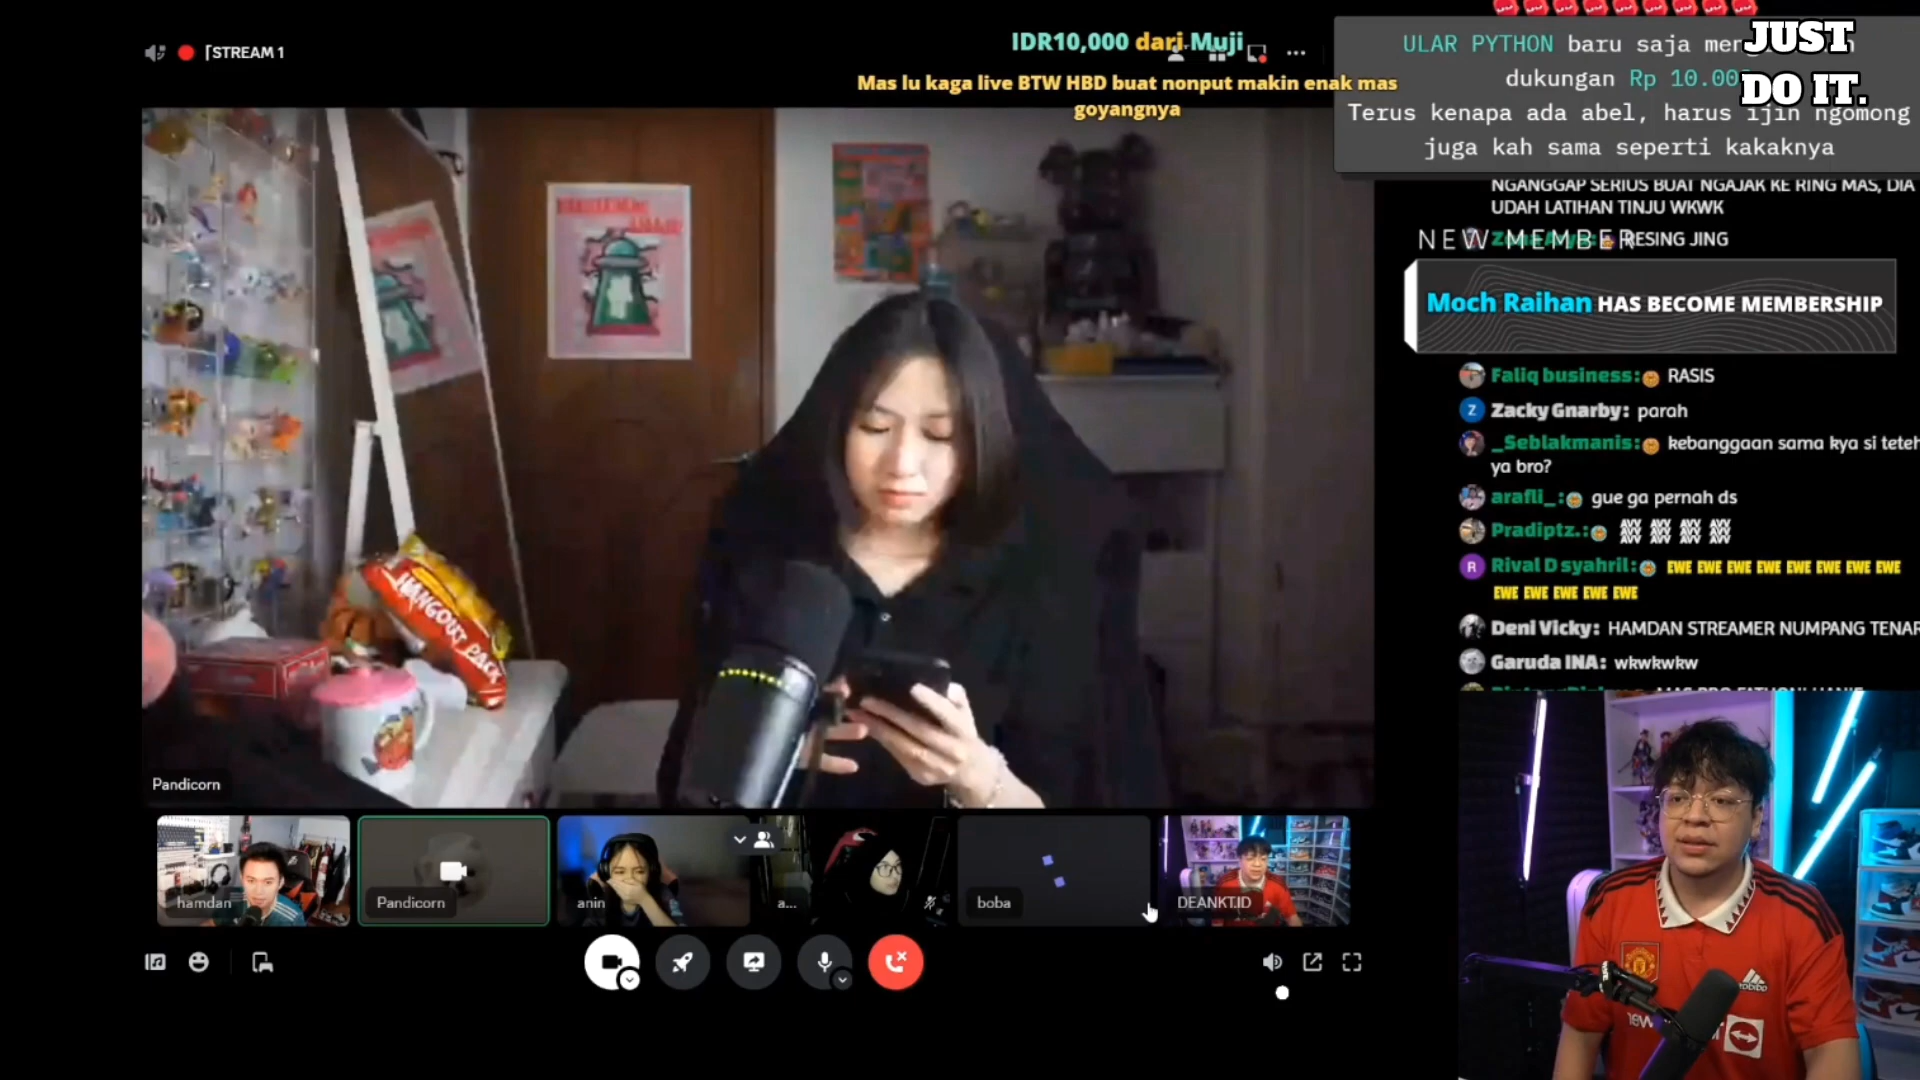 ⌈STREAM 1
IDR10,000 dari Muji
Mas lu kaga live BTW HBD buat nonput makin enak mas
goyangnya
ULAR PYTHON baru saja
dukungan Rp 10.00
Terus kenapa ada abel, harus ijin ngomong
juga kah sama seperti kakaknya
JUST
DO IT.
NGANGGAP SERIUS BUAT NGAJAK KE RING MAS, DIA
UDAH LATIHAN TINJU WKWK
RESING JING
NEW MEMBER
Moch Raihan HAS BECOME MEMBERSHIP
Faliq business: RASIS
Zacky Gnarby: parah
_Seblakmanis: kebanggaan sama kya si teteh
ya bro?
arafli_: gue ga pernah ds
Pradiptz.:
Rival D syahril: EWE EWE EWE EWE EWE EWE EWE EWE
EWE EWE EWE EWE EWE
Deni Vicky: HAMDAN STREAMER NUMPANG TENAR
Garuda INA: wkwkwkw
HANGOUT PACK
Pandicorn
hamdan
Pandicorn
anin
a...
boba
DEANKT.ID